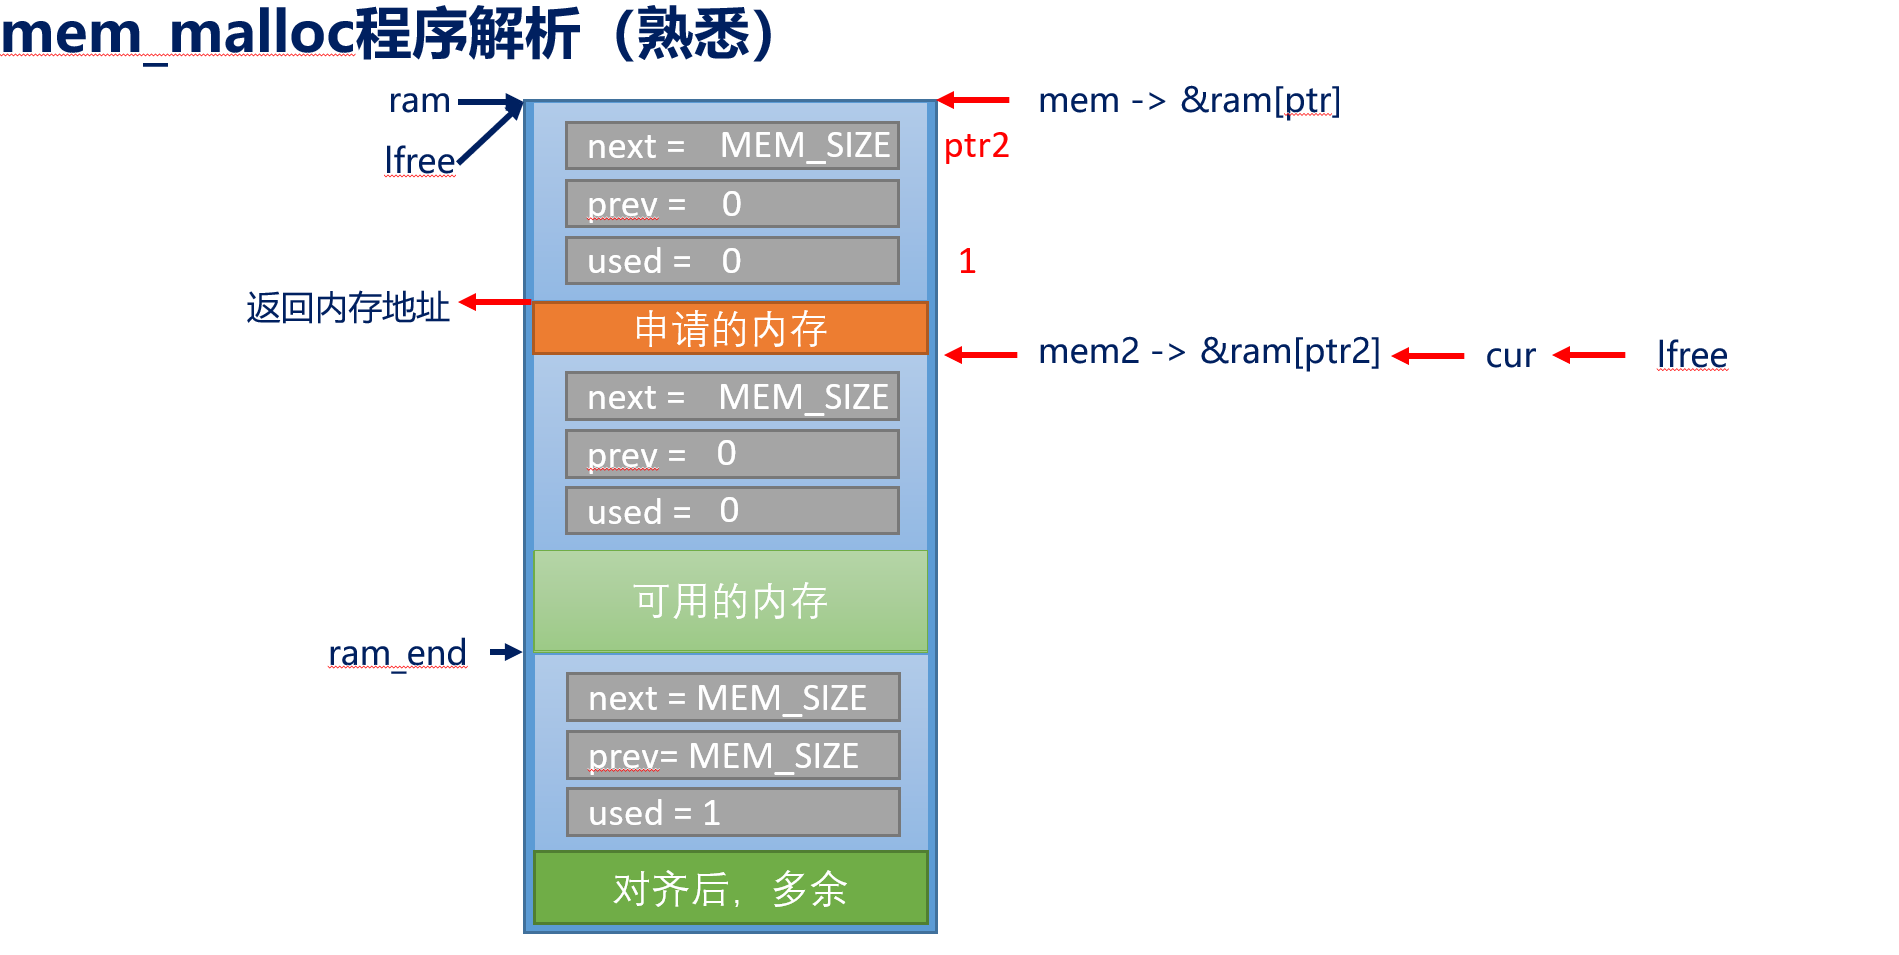 mem_malloc程序解析（熟悉）
ram
mem -> &ram[ptr]
next = MEM_SIZE
ptr2
lfree
prev = 0
used = 0
1
返回内存地址
申请的内存
mem2 -> &ram[ptr2]
cur
lfree
next = MEM_SIZE
prev = 0
used = 0
可用的内存
ram_end
next = MEM_SIZE
prev= MEM_SIZE
used = 1
对齐后，多余